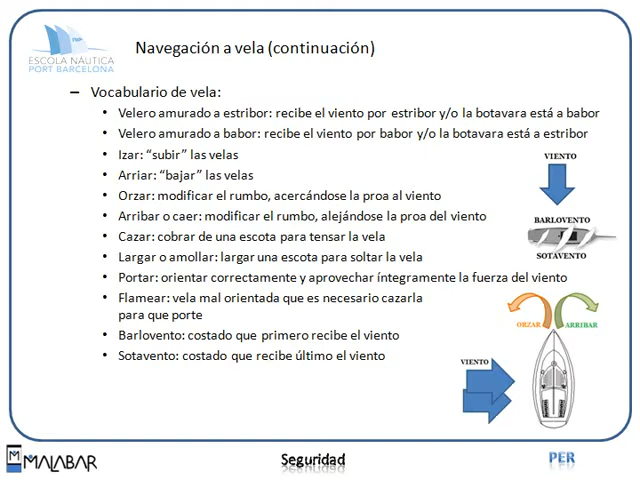 ESCOLA NÀUTICA
PORT BARCELONA
Navegación a vela (continuación)
– Vocabulario de vela:
• Velero amurado a estribor: recibe el viento por estribor y/o la botavara está a babor
• Velero amurado a babor: recibe el viento por babor y/o la botavara está a estribor
• Izar: “subir” las velas
• Arriar: “bajar” las velas
• Orzar: modificar el rumbo, acercándose la proa al viento
• Arribar o caer: modificar el rumbo, alejándose la proa del viento
• Cazar: cobrar de una escota para tensar la vela
• Largar o amollar: largar una escota para soltar la vela
• Portar: orientar correctamente y aprovechar íntegramente la fuerza del viento
• Flamear: vela mal orientada que es necesario cazarla
para que porte
• Barlovento: costado que primero recibe el viento
• Sotavento: costado que recibe último el viento
VIENTO
BARLOVENTO
SOTAVENTO
ORZAR
ARRIBAR
VIENTO
MALABAR
Seguridad
PER